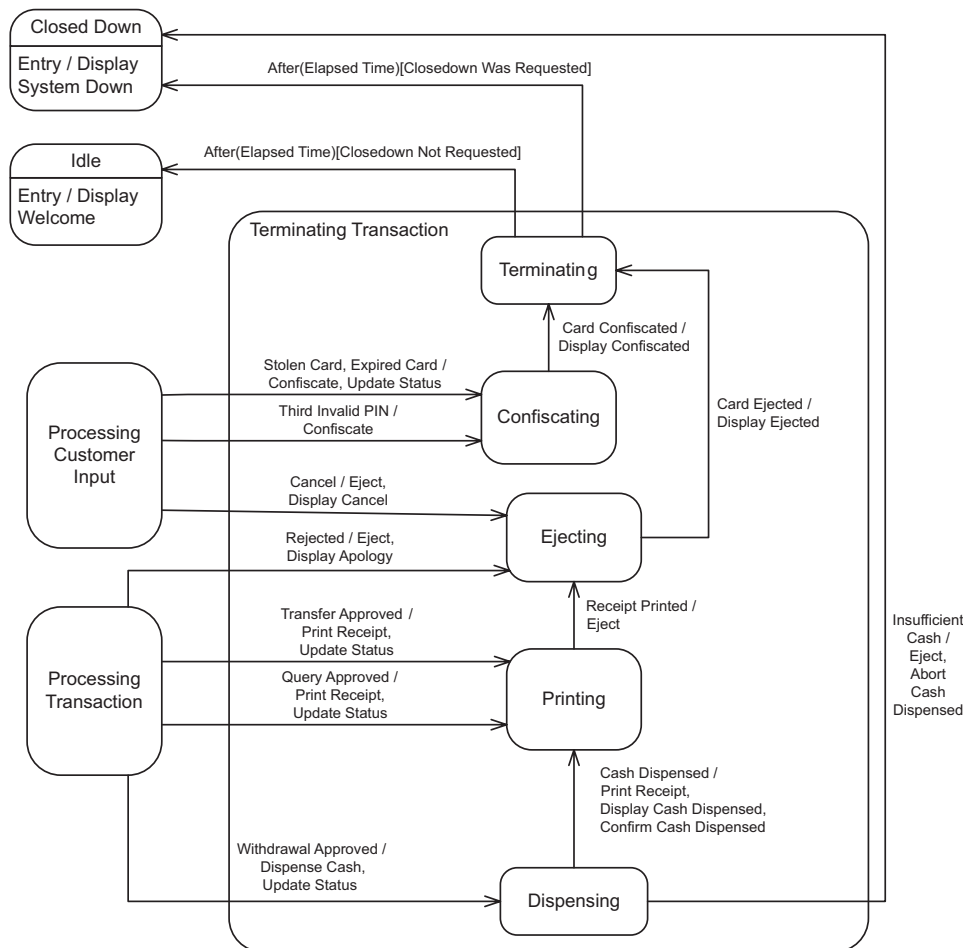 Closed Down
Entry / Display
System Down
After(Elapsed Time)[Closedown Was Requested]
Idle
Entry / Display
Welcome
After(Elapsed Time)[Closedown Not Requested]
Terminating Transaction
Terminating
Card Confiscated /
Display Confiscated
Stolen Card, Expired Card /
Confiscate, Update Status
Third Invalid PIN /
Confiscate
Confiscating
Card Ejected /
Display Ejected
Processing
Customer
Input
Cancel / Eject,
Display Cancel
Ejecting
Rejected / Eject,
Display Apology
Receipt Printed /
Eject
Insufficient
Cash /
Eject,
Abort
Cash
Dispensed
Transfer Approved /
Print Receipt,
Update Status
Processing
Transaction
Query Approved /
Print Receipt,
Update Status
Printing
Cash Dispensed /
Print Receipt,
Display Cash Dispensed,
Confirm Cash Dispensed
Withdrawal Approved /
Dispense Cash,
Update Status
Dispensing